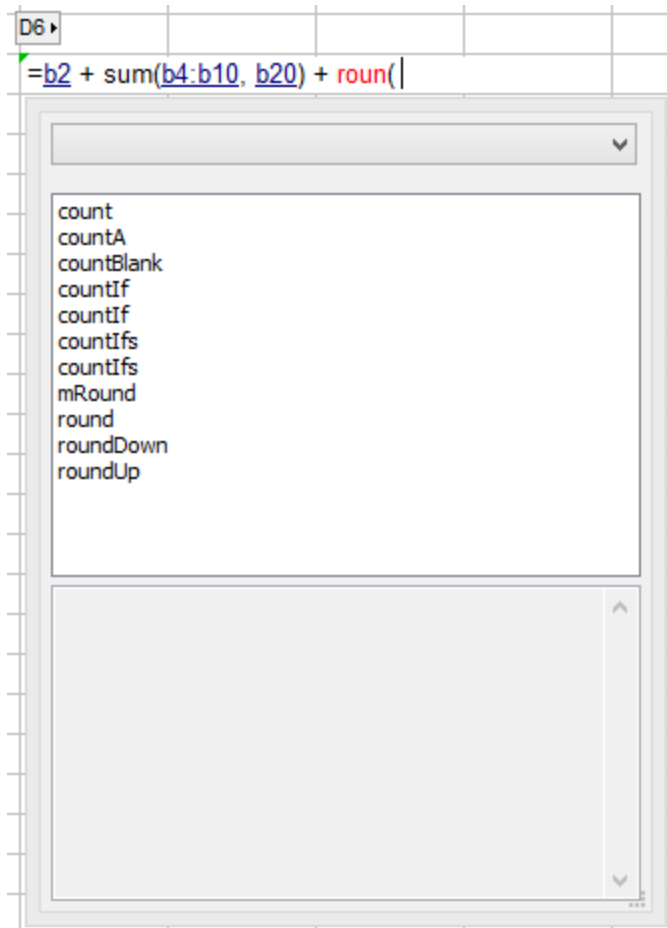 D6
=b2 + sum(b4:b10, b20) + roun(
count
countA
countBlank
countIf
countIf
countIfs
countIfs
mRound
round
roundDown
roundUp